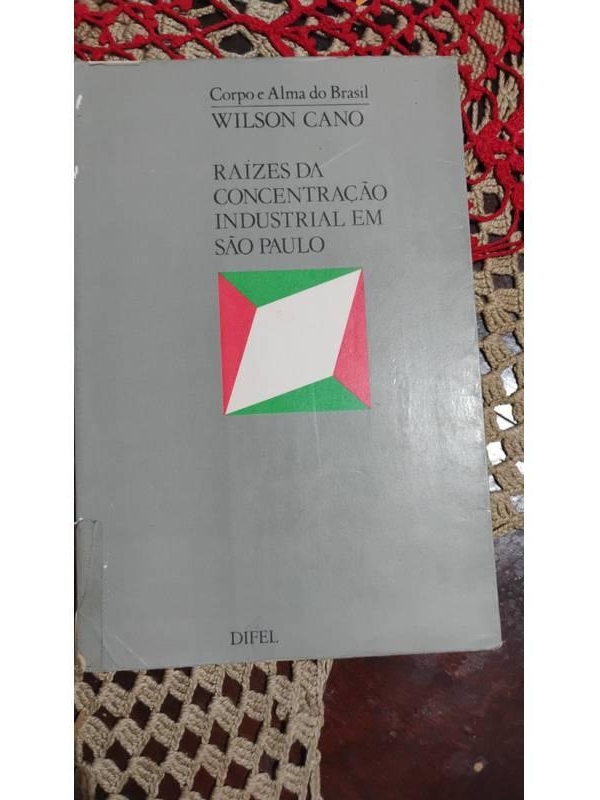 Corpo e Alma do Brasil
WILSON CANO
RAÍZES DA
CONCENTRAÇÃO
INDUSTRIAL EM
SÃO PAULO
DIFEL